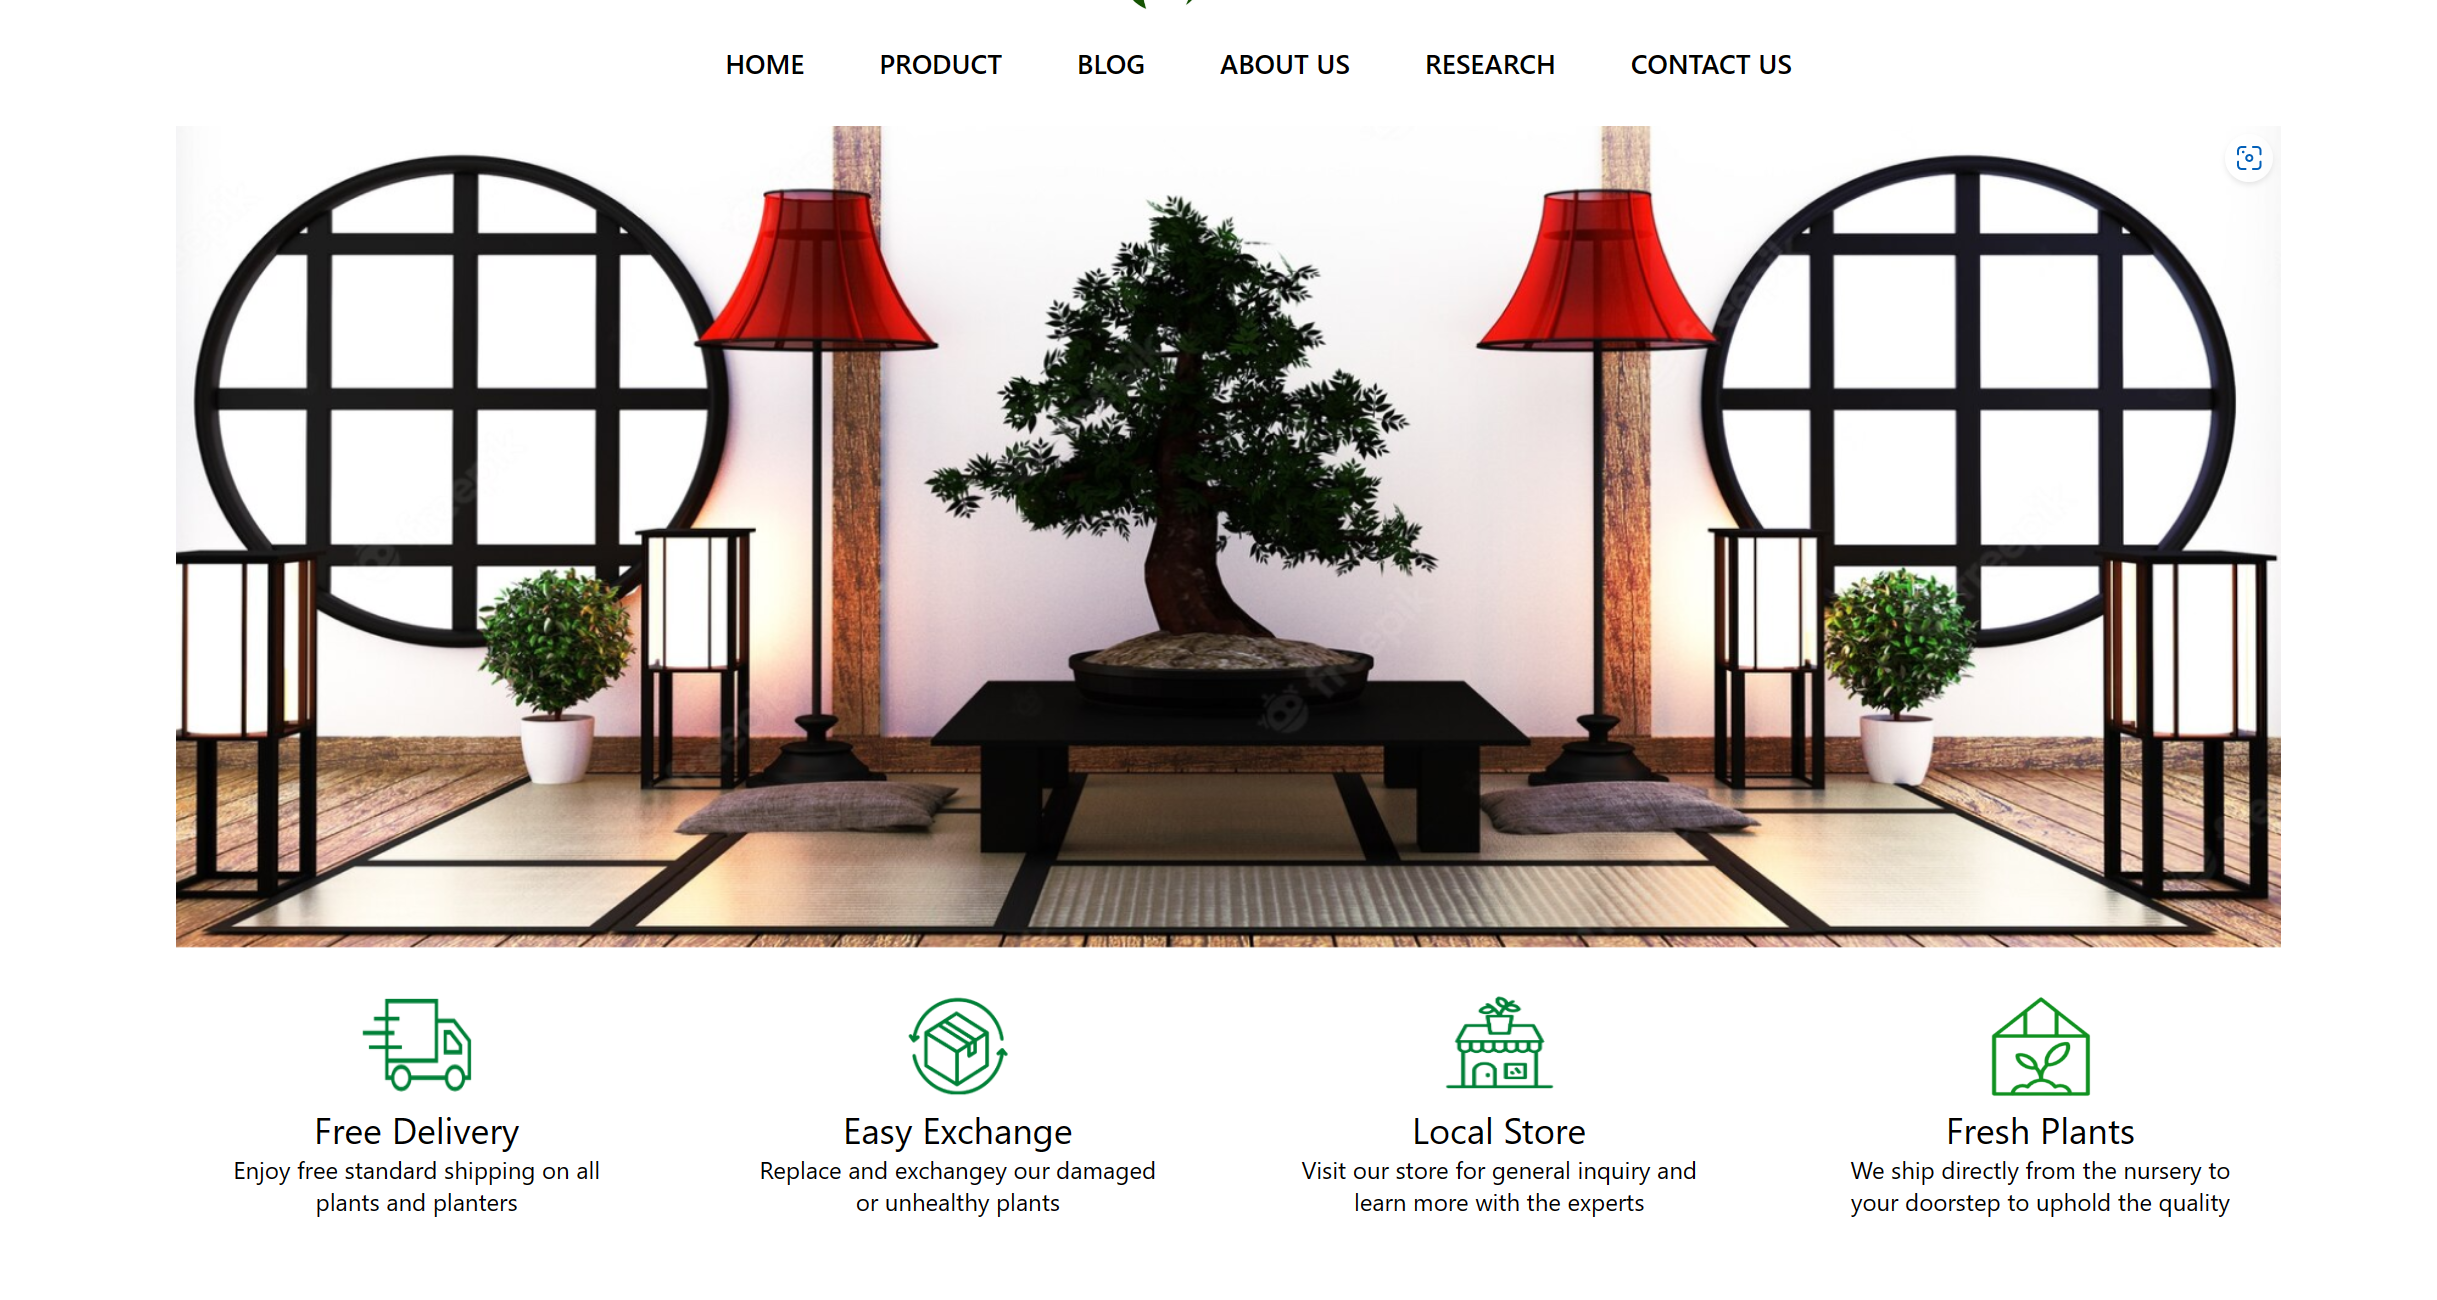 HOME PRODUCT BLOG ABOUT US RESEARCH CONTACT US
freepik
Free Delivery
Enjoy free standard shipping on all
plants and planters
Easy Exchange
Replace and exchangey our damaged
or unhealthy plants
Local Store
Visit our store for general inquiry and
learn more with the experts
Fresh Plants
We ship directly from the nursery to
your doorstep to uphold the quality